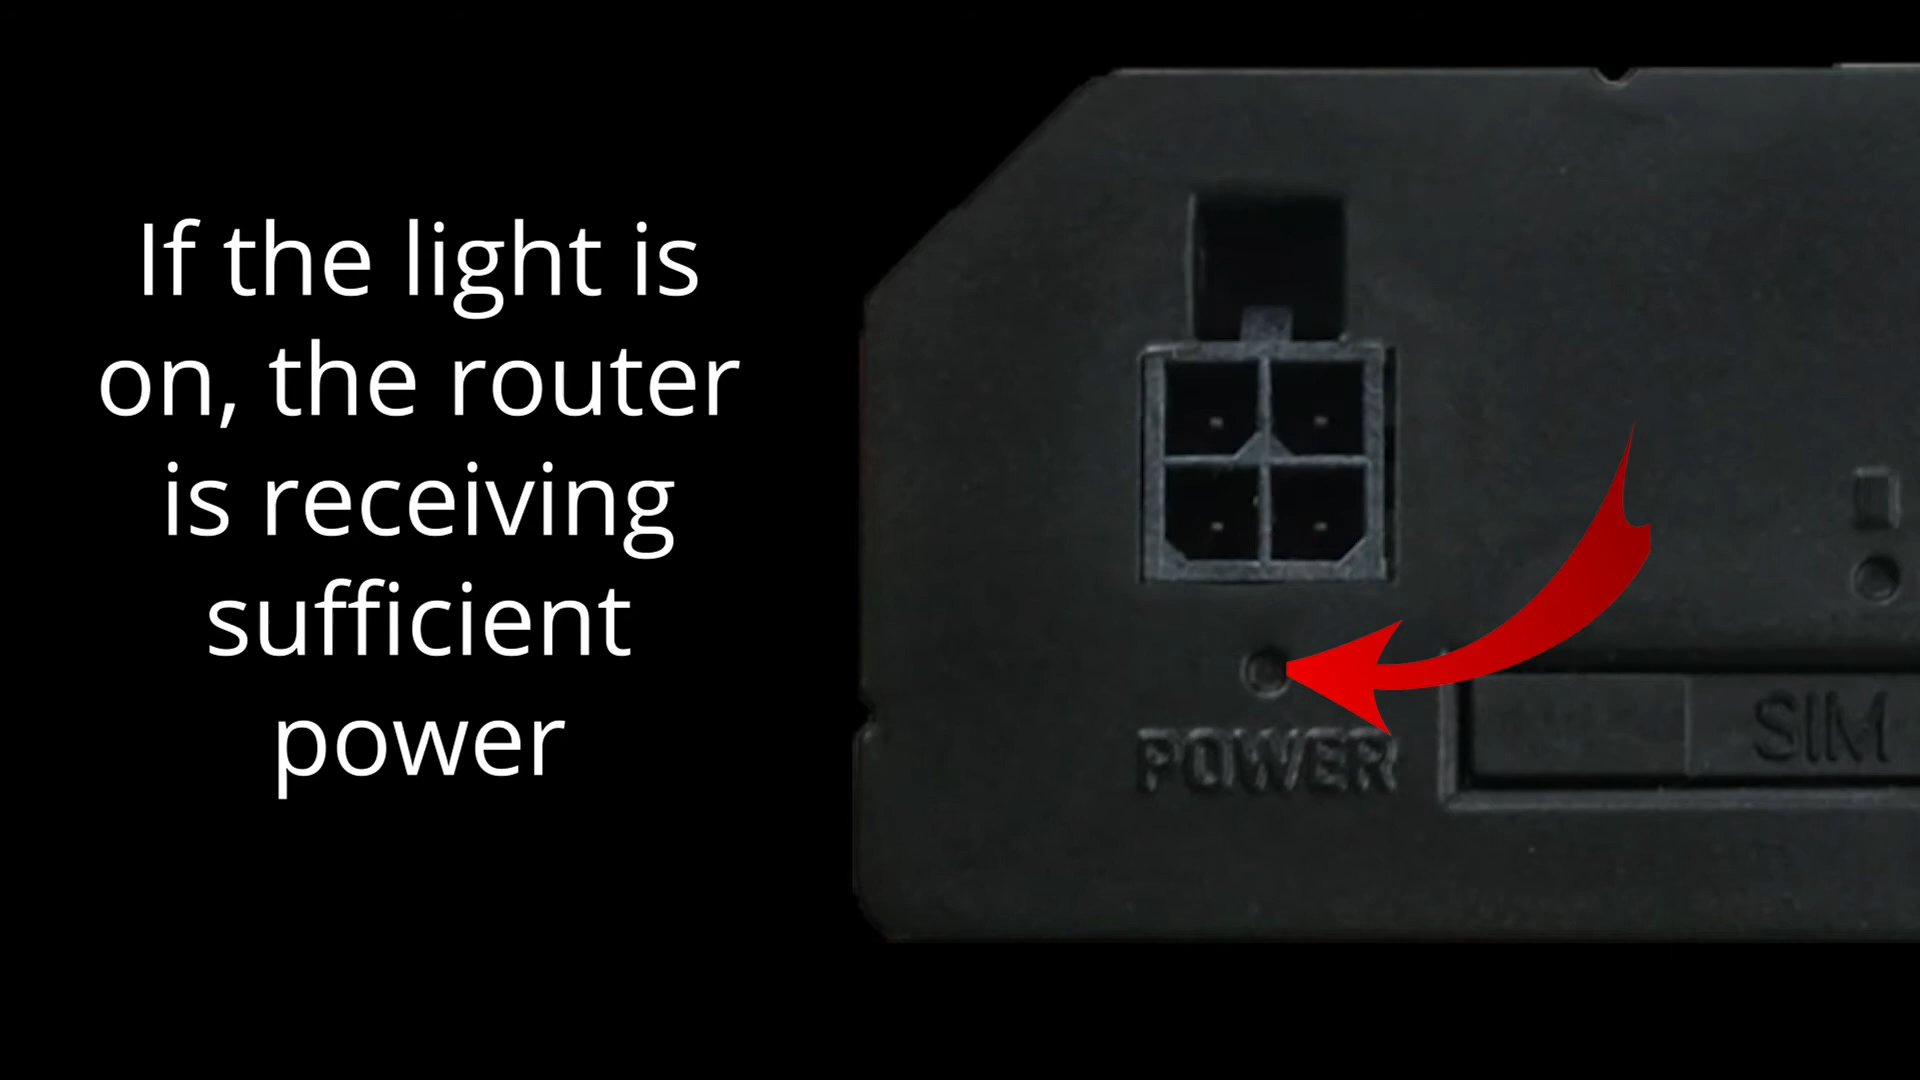 If the light is
on, the router
is receiving
sufficient
power
POWER
SIM